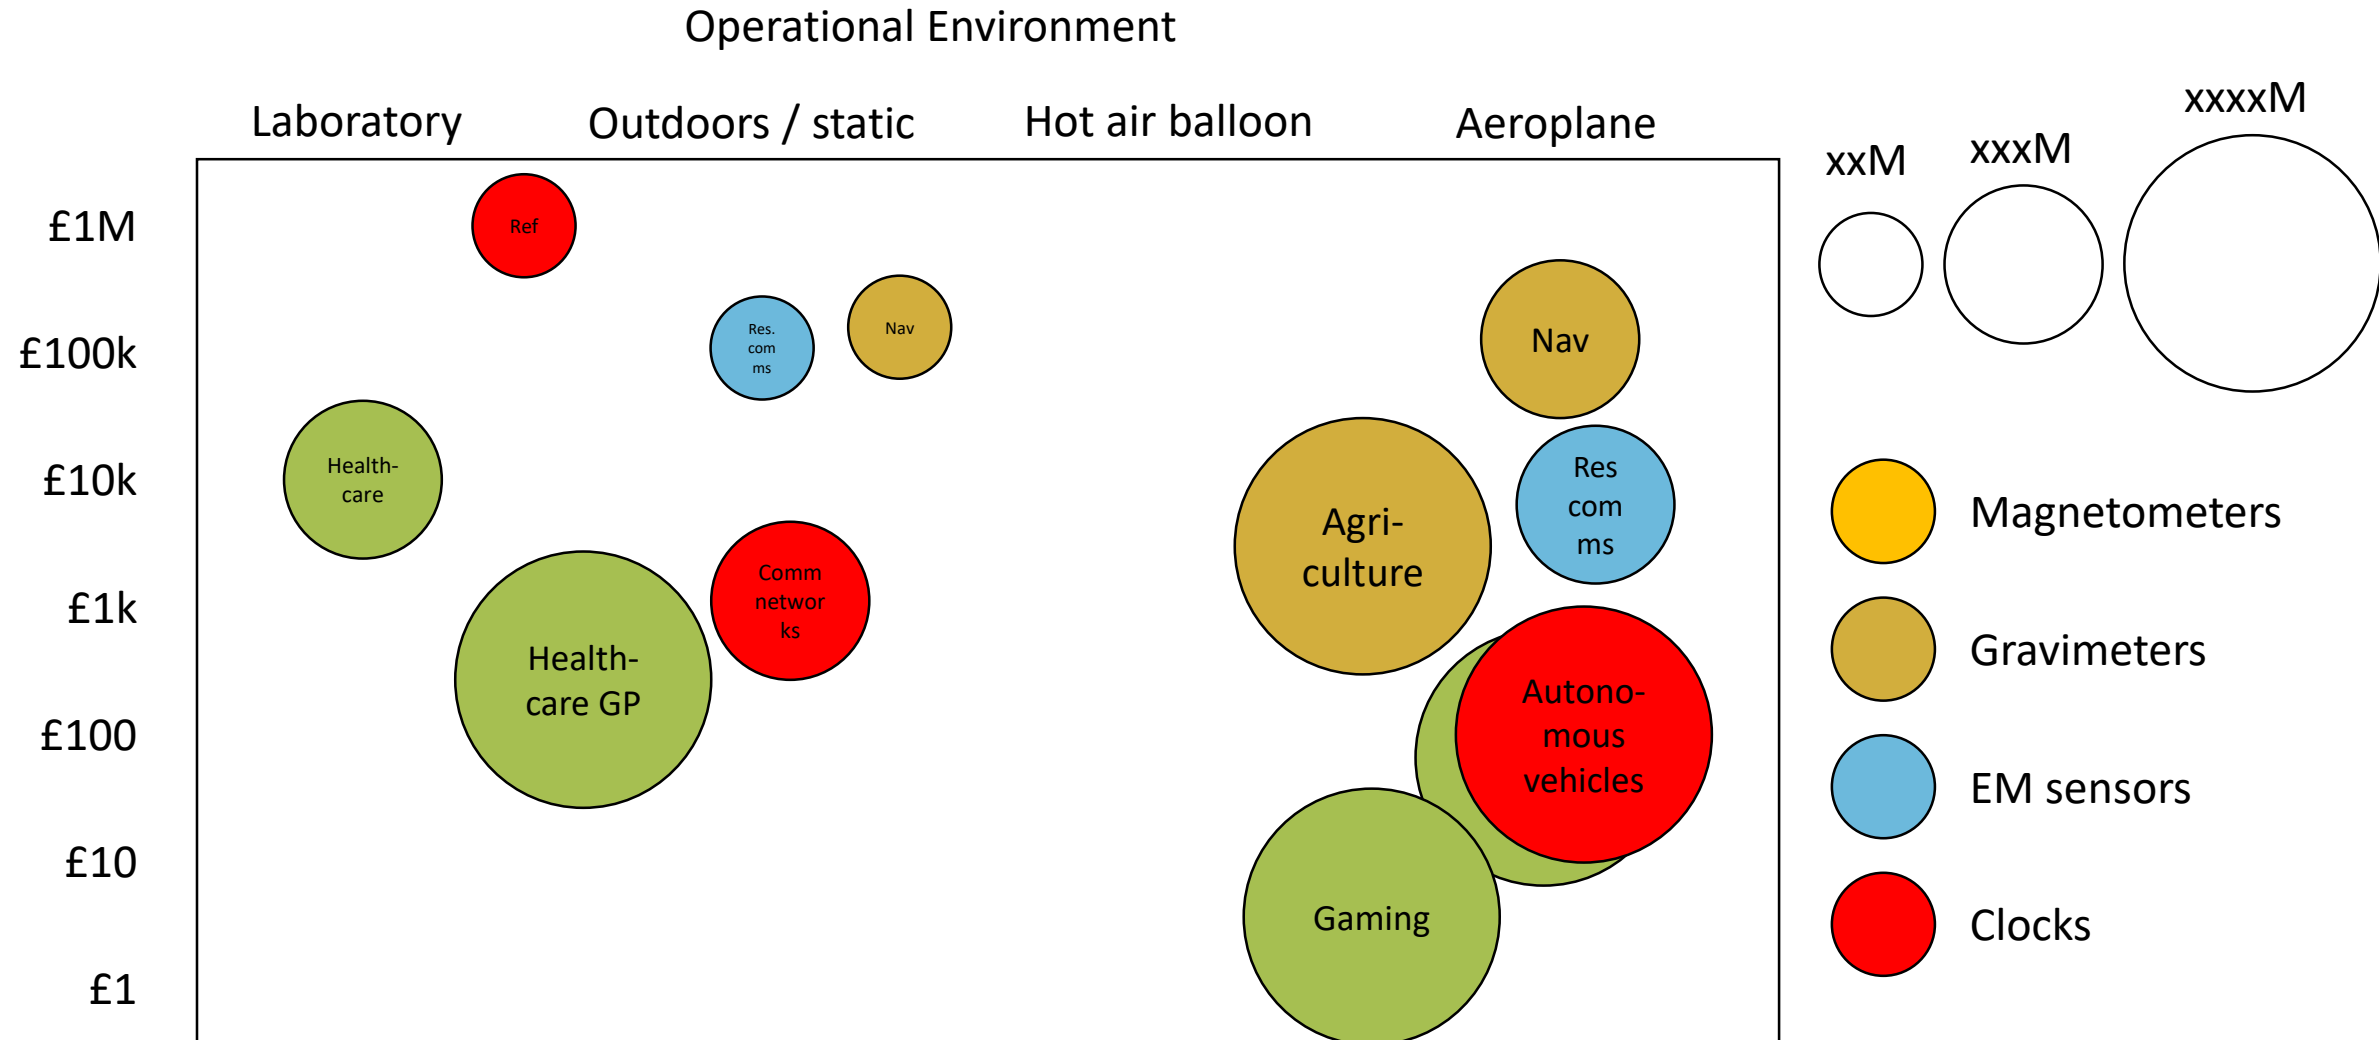 Operational Environment
Laboratory
Outdoors / static
Hot air balloon
Aeroplane
xxM
xxxM
xxxxM
£1M
£100k
£10k
£1k
£100
£10
£1
Ref
Res.
com
ms
Nav
Nav
Health-
care
Agri-
culture
Res
com
ms
Comm
networ
ks
Health-
care GP
Autono-
mous
vehicles
Gaming
Magnetometers
Gravimeters
EM sensors
Clocks